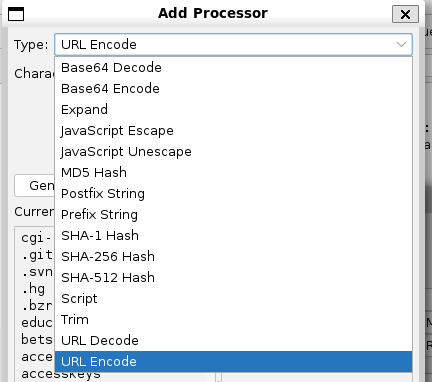 Add Processor
Type: URL Encode
Base64 Decode
Charac
Base64 Encode
Expand
JavaScript Escape
JavaScript Unescape
MD5 Hash
Gen
Postfix String
Curren
Prefix String
cgi-
SHA-1 Hash
.git
SHA-256 Hash
.svn
SHA-512 Hash
.hg
Script
.bzr
Trim
educ
URL Decode
bets
URL Encode
acce
accesskeys